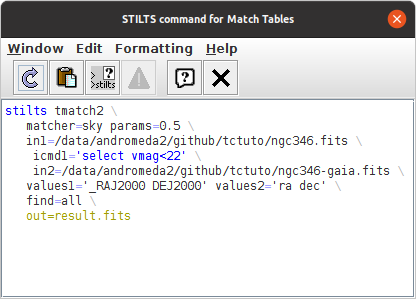 STILTS command for Match Tables
Window Edit Formatting Help
>stilts ?
?
stilts tmatch2 \
matcher=sky params=0.5 \
in1=/data/andromeda2/github/tctuto/ngc346.fits \
icmd1='select vmag<22' \
in2=/data/andromeda2/github/tctuto/ngc346-gaia.fits \
values1='_RAJ2000 DEJ2000' values2='ra dec' \
find=all \
out=result.fits